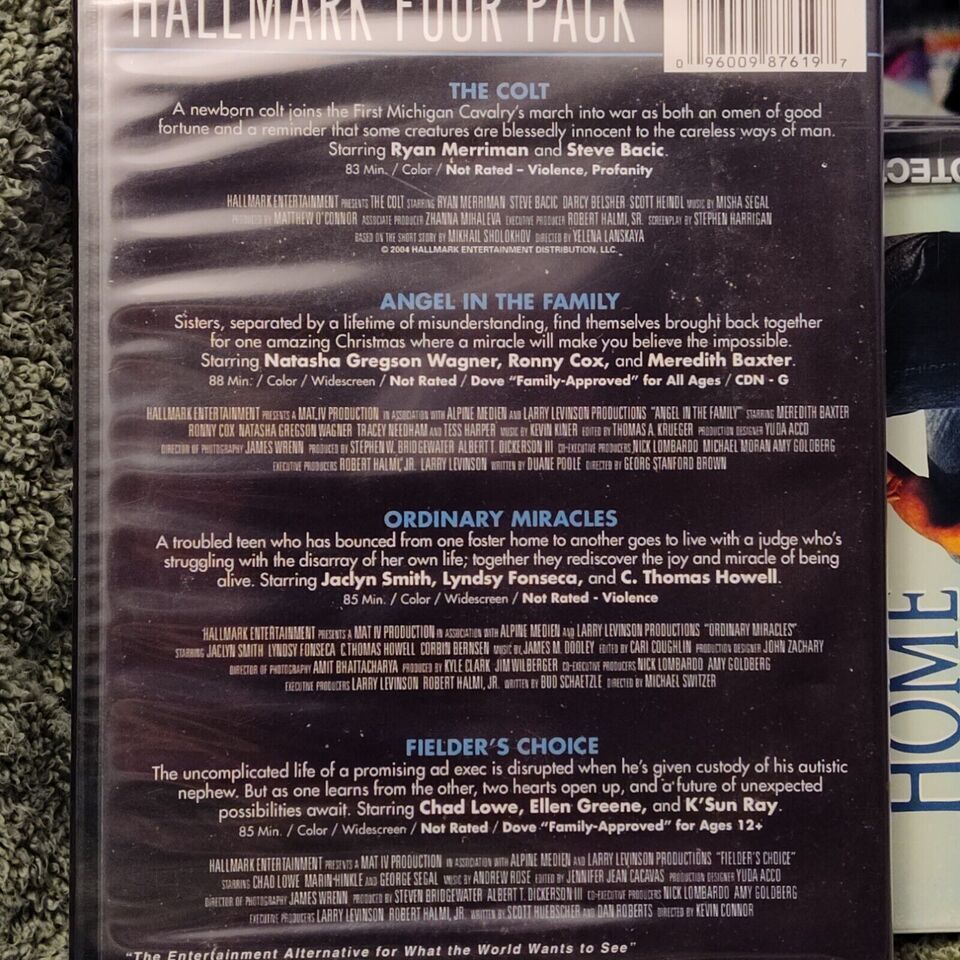 HALLMARK FOUR PACK
0 96009 87619 7
THE COLT
A newborn colt joins the First Michigan Cavalry's march into war as both an omen of good
fortune and a reminder that some creatures are blessedly innocent to the careless ways of man.
Starring Ryan Merriman and Steve Bacic.
83 Min. / Color / Not Rated – Violence, Profanity
HALLMARK ENTERTAINMENT PRESENTS THE COLT STARRING RYAN MERRIMAN STEVE BACIC DARCY BELSHER SCOTT HEINDL MUSIC BY MISHA SEGAL
PRODUCED BY MATTHEW O'CONNOR ASSOCIATE PRODUCER ZHANNA MIHALEVA EXECUTIVE PRODUCER ROBERT HALMI, SR. SCREENPLAY BY STEPHEN HARRIGAN
BASED ON THE SHORT STORY BY MIKHAIL SHOLOKHOV DIRECTED BY YELENA LANSKAYA
© 2004 HALLMARK ENTERTAINMENT DISTRIBUTION, LLC.
ANGEL IN THE FAMILY
Sisters, separated by a lifetime of misunderstanding, find themselves brought back together
for one amazing Christmas where a miracle will make you believe the impossible.
Starring Natasha Gregson Wagner, Ronny Cox, and Meredith Baxter.
88 Min. / Color / Widescreen / Not Rated / Dove "Family-Approved" for All Ages / CDN - G
HALLMARK ENTERTAINMENT PRESENTS A MAT.IV PRODUCTION IN ASSOCIATION WITH ALPINE MEDIEN AND LARRY LEVINSON PRODUCTIONS "ANGEL IN THE FAMILY" STARRING MEREDITH BAXTER
RONNY COX NATASHA GREGSON WAGNER TRACEY NEEDHAM AND TESS HARPER MUSIC BY KEVIN KINER EDITED BY THOMAS A. KRUEGER PRODUCTION DESIGNER YUDA ACCO
DIRECTOR OF PHOTOGRAPHY JAMES WRENN PRODUCED BY STEPHEN W. BRIDGEWATER ALBERT T. DICKERSON III CO-EXECUTIVE PRODUCERS NICK LOMBARDO MICHAEL MORAN AMY GOLDBERG
EXECUTIVE PRODUCERS ROBERT HALMI, JR. LARRY LEVINSON WRITTEN BY DUANE POOLE DIRECTED BY GEORG STANFORD BROWN
ORDINARY MIRACLES
A troubled teen who has bounced from one foster home to another goes to live with a judge who's
struggling with the disarray of her own life; together they rediscover the joy and miracle of being
alive. Starring Jaclyn Smith, Lyndsy Fonseca, and C. Thomas Howell.
85 Min. / Color / Widescreen / Not Rated - Violence
HALLMARK ENTERTAINMENT PRESENTS A MAT IV PRODUCTION IN ASSOCIATION WITH ALPINE MEDIEN AND LARRY LEVINSON PRODUCTIONS "ORDINARY MIRACLES"
STARRING JACLYN SMITH LYNDSY FONSECA C.THOMAS HOWELL CORBIN BERNSEN MUSIC BY JAMES M. DOOLEY EDITED BY CARI COUGHLIN PRODUCTION DESIGNER JOHN ZACHARY
DIRECTOR OF PHOTOGRAPHY AMIT BHATTACHARYA PRODUCED BY KYLE CLARK JIM WILBERGER CO-EXECUTIVE PRODUCERS NICK LOMBARDO AMY GOLDBERG
EXECUTIVE PRODUCERS LARRY LEVINSON ROBERT HALMI, JR. WRITTEN BY BUD SCHAETZLE DIRECTED BY MICHAEL SWITZER
FIELDER'S CHOICE
The uncomplicated life of a promising ad exec is disrupted when he's given custody of his autistic
nephew. But as one learns from the other, two hearts open up, and a future of unexpected
possibilities await. Starring Chad Lowe, Ellen Greene, and K'Sun Ray.
85 Min. / Color / Widescreen / Not Rated / Dove "Family-Approved" for Ages 12+
HALLMARK ENTERTAINMENT PRESENTS A MAT IV PRODUCTION IN ASSOCIATION WITH ALPINE MEDIEN AND LARRY LEVINSON PRODUCTIONS "FIELDER'S CHOICE"
STARRING CHAD LOWE MARIN HINKLE AND GEORGE SEGAL MUSIC BY ANDREW ROSE EDITED BY JENNIFER JEAN CACAVAS PRODUCTION DESIGNER YUDA ACCO
DIRECTOR OF PHOTOGRAPHY JAMES WRENN PRODUCED BY STEVEN BRIDGEWATER ALBERT T. DICKERSON III CO-EXECUTIVE PRODUCERS NICK LOMBARDO AMY GOLDBERG
EXECUTIVE PRODUCERS LARRY LEVINSON ROBERT HALMI, JR. WRITTEN BY SCOTT HUEBSCHER AND DAN ROBERTS DIRECTED BY KEVIN CONNOR
"The Entertainment Alternative for What the World Wants to See"
HOME